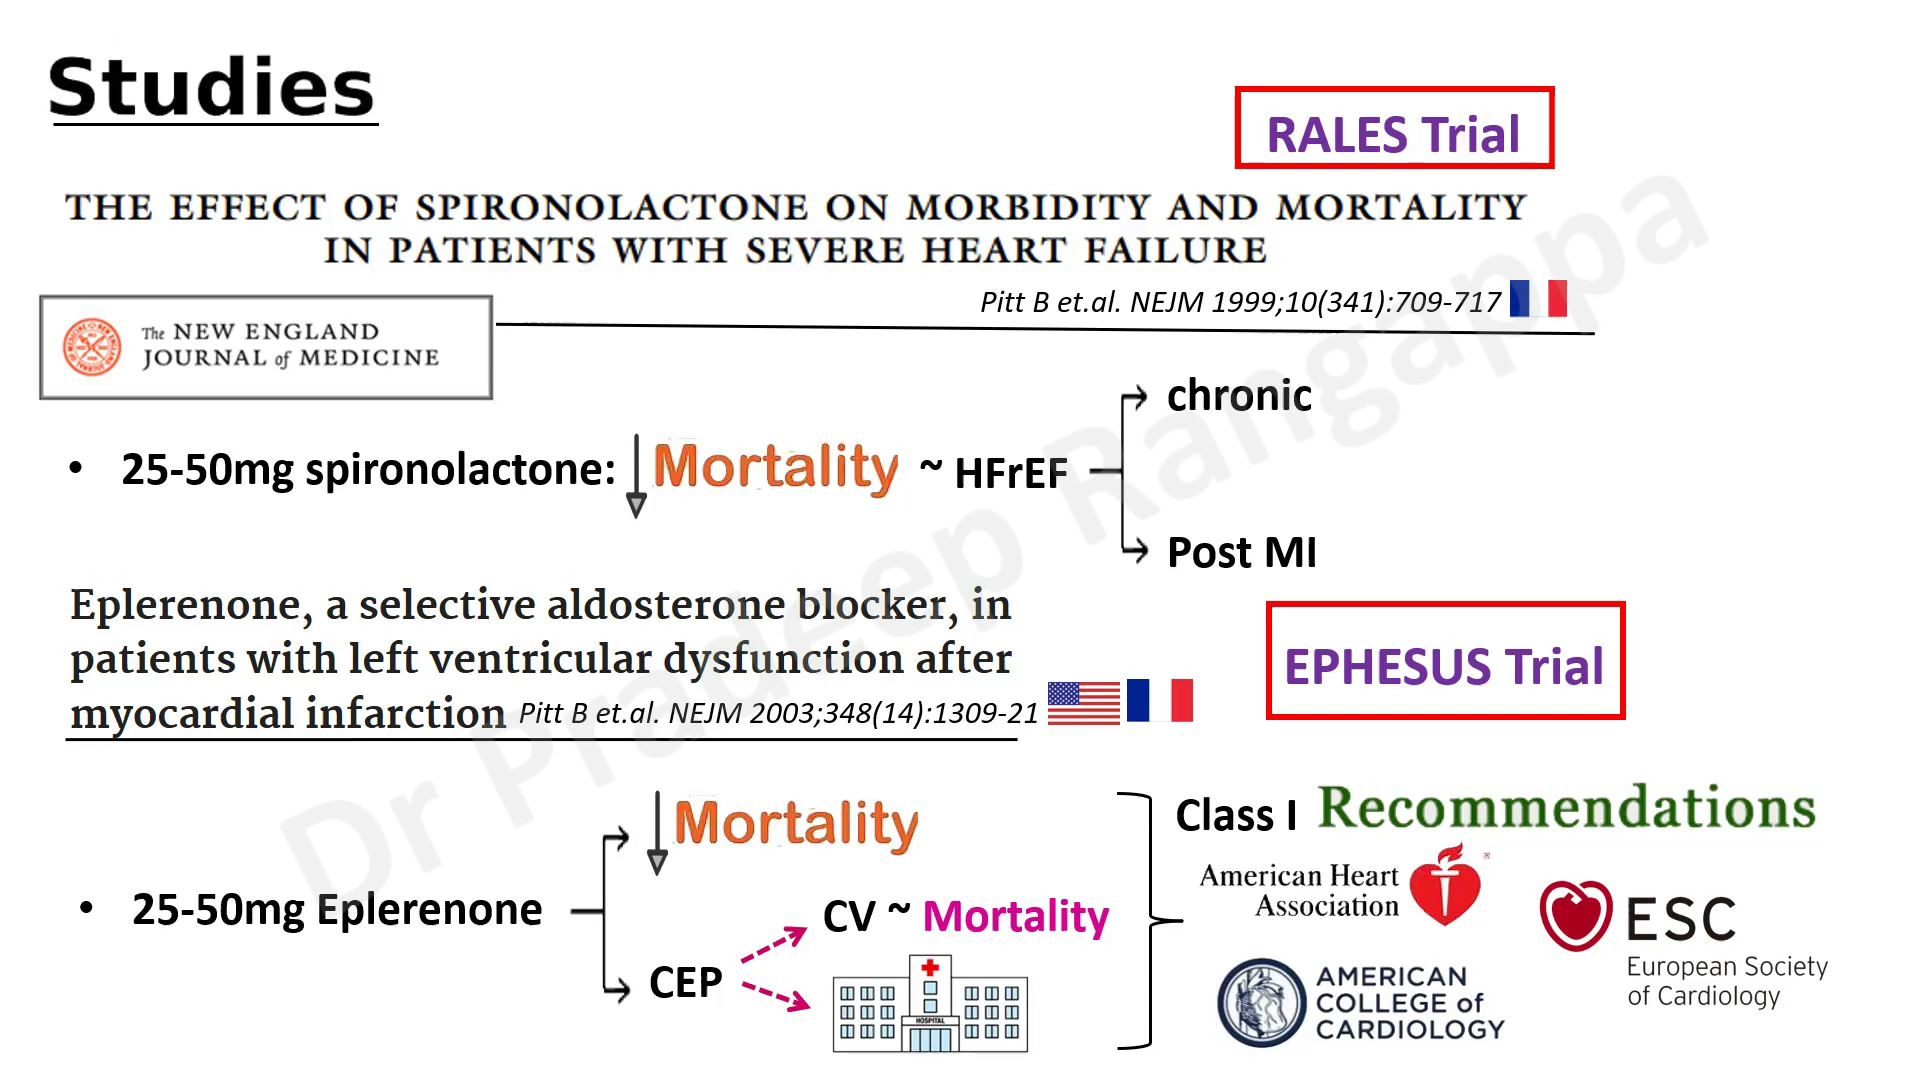 Studies
RALES Trial
THE EFFECT OF SPIRONOLACTONE ON MORBIDITY AND MORTALITY
IN PATIENTS WITH SEVERE HEART FAILURE
Pitt B et.al. NEJM 1999;10(341):709-717
The NEW ENGLAND
JOURNAL of MEDICINE
• 25-50mg spironolactone: Mortality ~ HFrEF
chronic
Post MI
Eplerenone, a selective aldosterone blocker, in
patients with left ventricular dysfunction after
myocardial infarction Pitt B et.al. NEJM 2003;348(14):1309-21
EPHESUS Trial
• 25-50mg Eplerenone
Mortality
CEP
CV ~ Mortality
HOSPITAL
Class I Recommendations
American Heart
Association
®
ESC
European Society
of Cardiology
AMERICAN
COLLEGE of
CARDIOLOGY
Dr Pradeep Rangappa